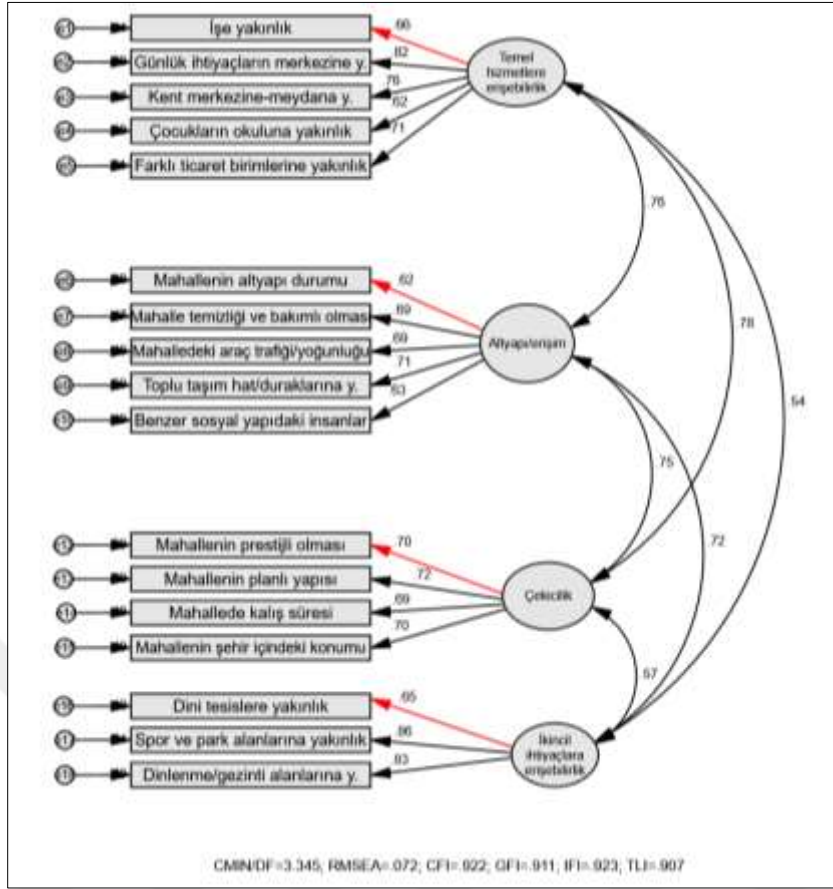 İşe yakınlık
Günlük ihtiyaçların merkezine y.
Kent merkezine-meydana y.
Çocukların okuluna yakınlık
Farklı ticaret birimlerine yakınlık
.66
.82
.76
.62
.71
Temel
hizmetlere
erişebilirlik
.76
.78
.54
Mahallenin altyapı durumu
Mahalle temizliği ve bakımlı olması
Mahalledeki araç trafiği/yoğunluğu
Toplu taşım hat/duraklarına y.
Benzer sosyal yapıdaki insanlar
.62
.69
.69
.71
.63
Altyapı/erişim
.75
.72
Mahallenin prestijli olması
Mahallenin planlı yapısı
Mahallede kalış süresi
Mahallenin şehir içindeki konumu
.70
.72
.69
.70
Çekicilik
.57
Dini tesislere yakınlık
Spor ve park alanlarına yakınlık
Dinlenme/gezinti alanlarına y.
.65
.86
.83
İkincil
ihtiyaçlara
erişebilirlik
CMIN/DF=3.345, RMSEA=.072; CFI=.922; GFI=.911, IFI=.923; TLI=.907